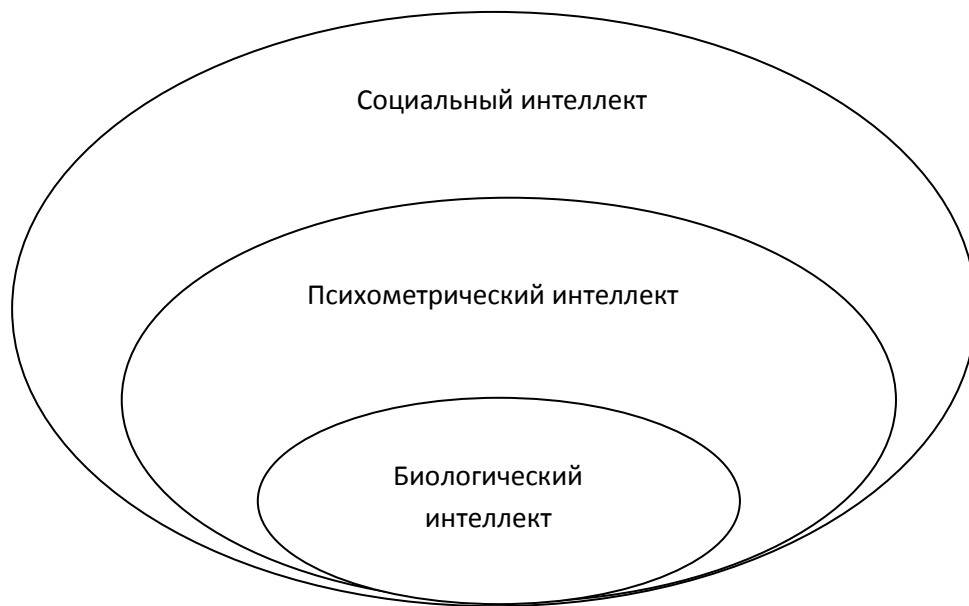 Социальный интеллект
Психометрический интеллект
Биологический
интеллект